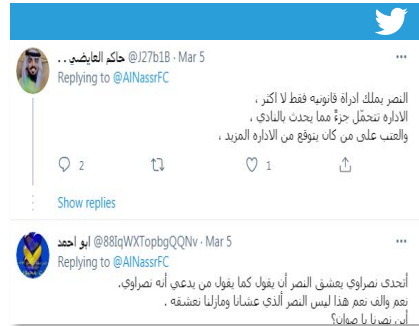 حاكم العايضي . . @J27b1B · Mar 5
Replying to @AlNassrFC
النصر يملك ادراة قانونيه فقط لا اكثر ،
الاداره تتحمّل جزءً مما يحدث بالنادي ،
والعتب على من كان يتوقع من الاداره المزيد ،
2 1
Show replies
ابو احمد @88IqWXTopbgQQNv · Mar 5
Replying to @AlNassrFC
أتحدى نصراوي يعشق النصر أن يقول كما يقول من يدعي أنه نصراوي.
نعم والف نعم هذا ليس النصر ألذي عشانا ومازلنا نعشقه .
أين نصرنا يا صوان؟